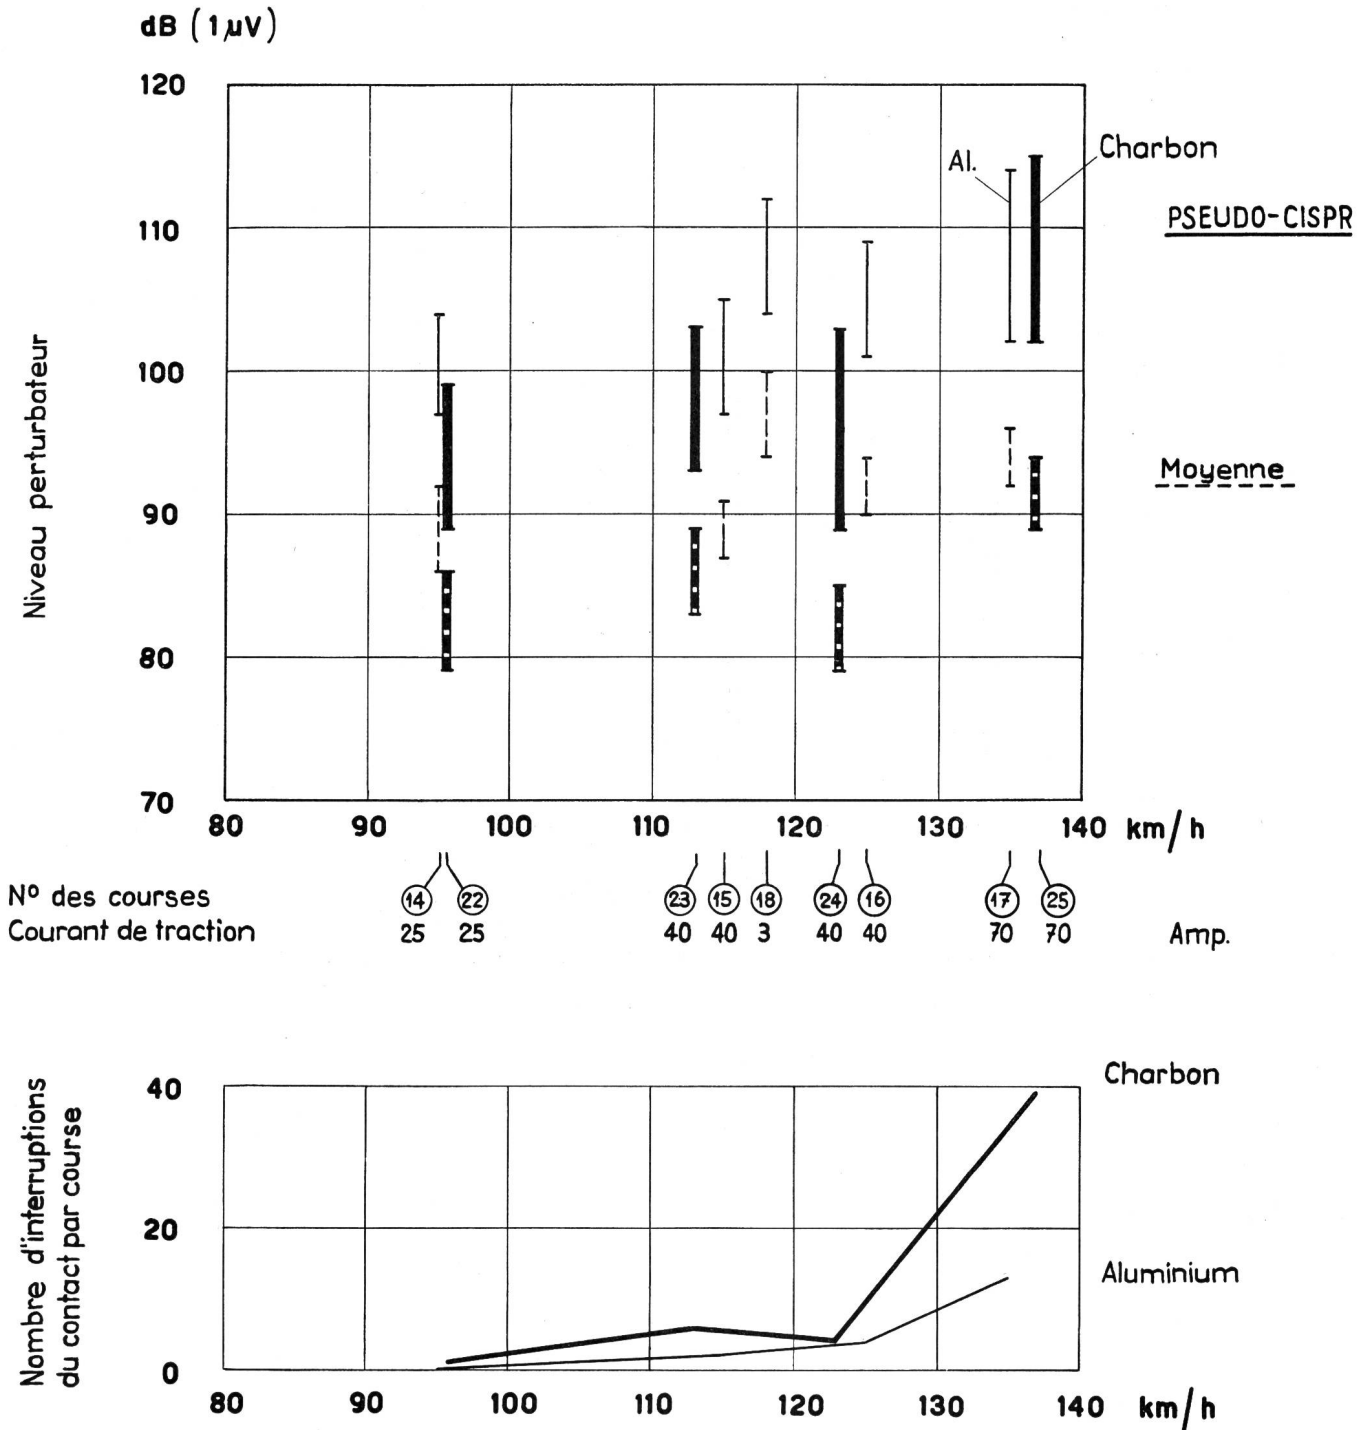 dB (1µV)
120
110
100
90
80
70
Niveau perturbateur
Al.
Charbon
PSEUDO-CISPR
Moyenne
80 90 100 110 120 130 140 km/h
N° des courses 14 22 23 15 18 24 16 17 25
Courant de traction 25 25 40 40 3 40 40 70 70 Amp.
Nombre d'interruptions
du contact par course
40
20
0
Charbon
Aluminium
80 90 100 110 120 130 140 km/h